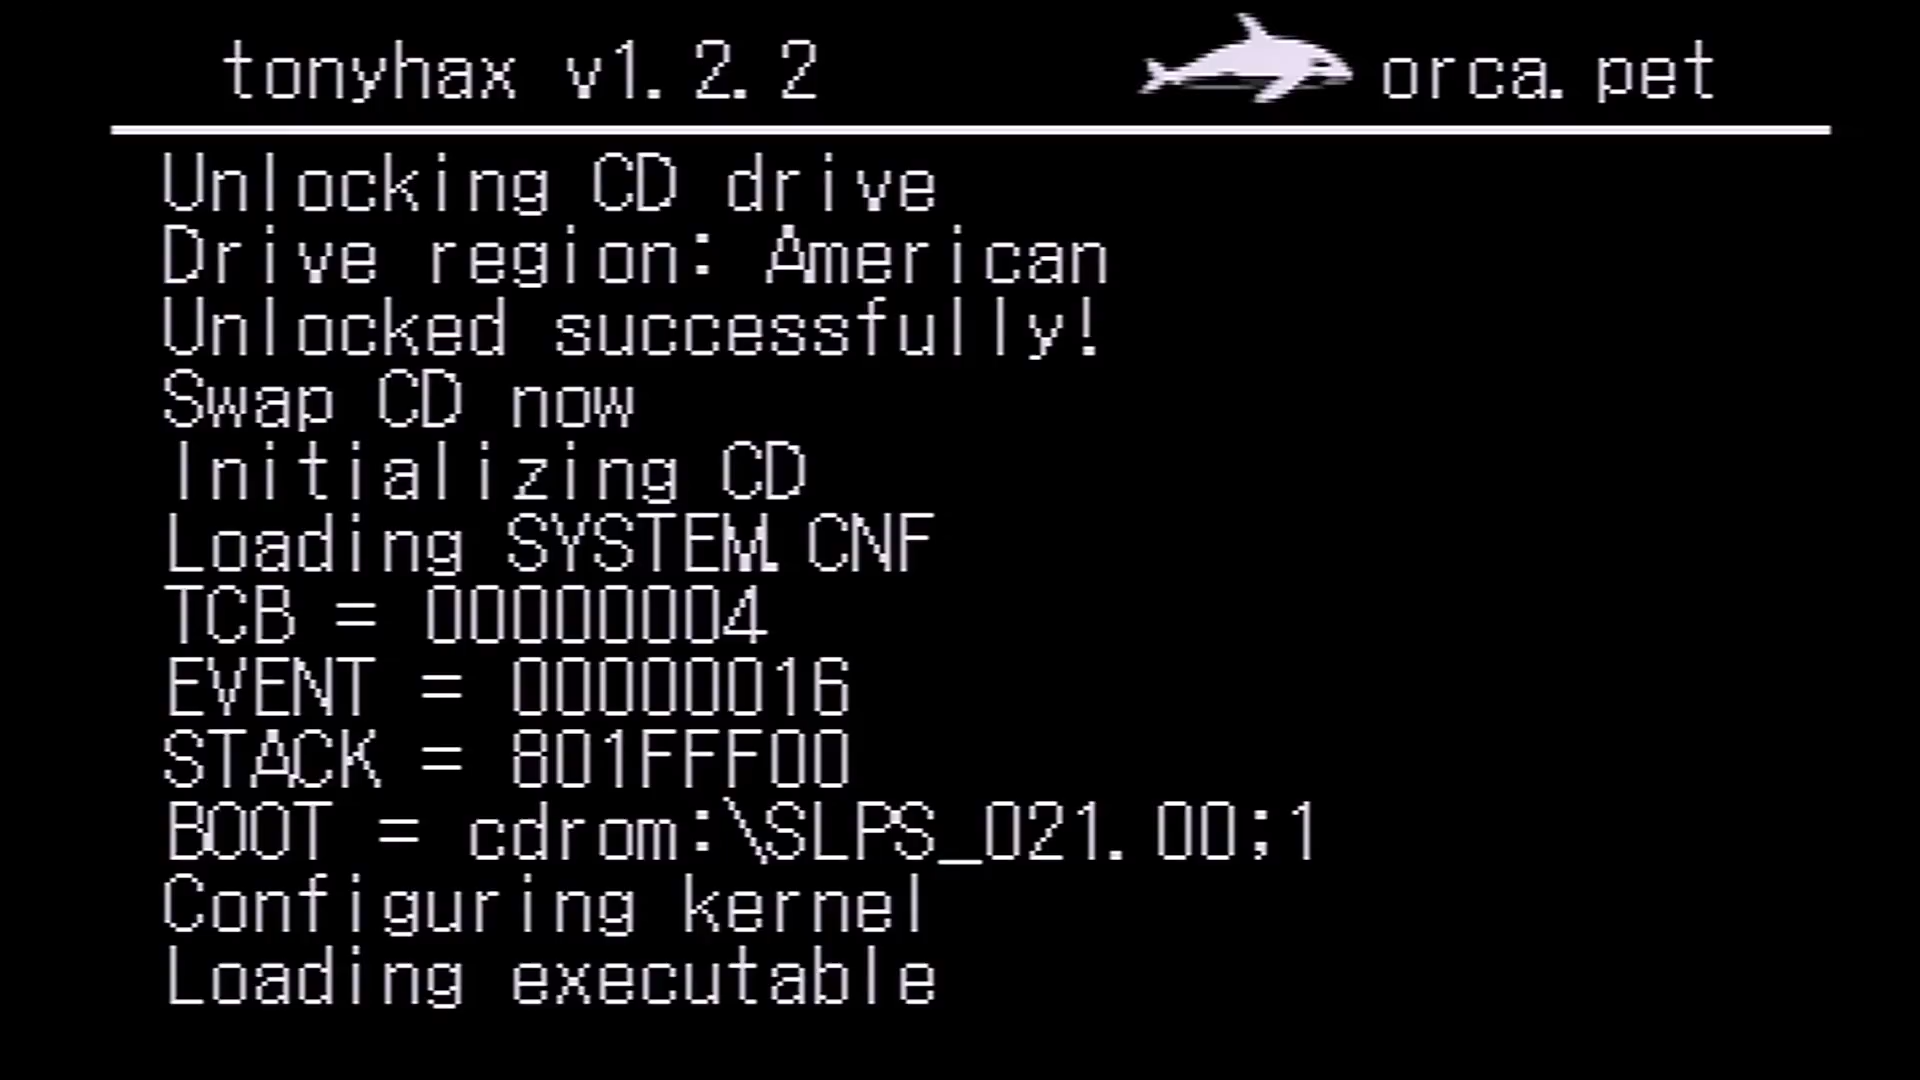 tonyhax v1.2.2 orca.pet
Unlocking CD drive
Drive region: American
Unlocked successfully!
Swap CD now
Initializing CD
Loading SYSTEM.CNF
TCB = 00000004
EVENT = 00000016
STACK = 801FFF00
BOOT = cdrom:\SLPS_021.00;1
Configuring kernel
Loading executable